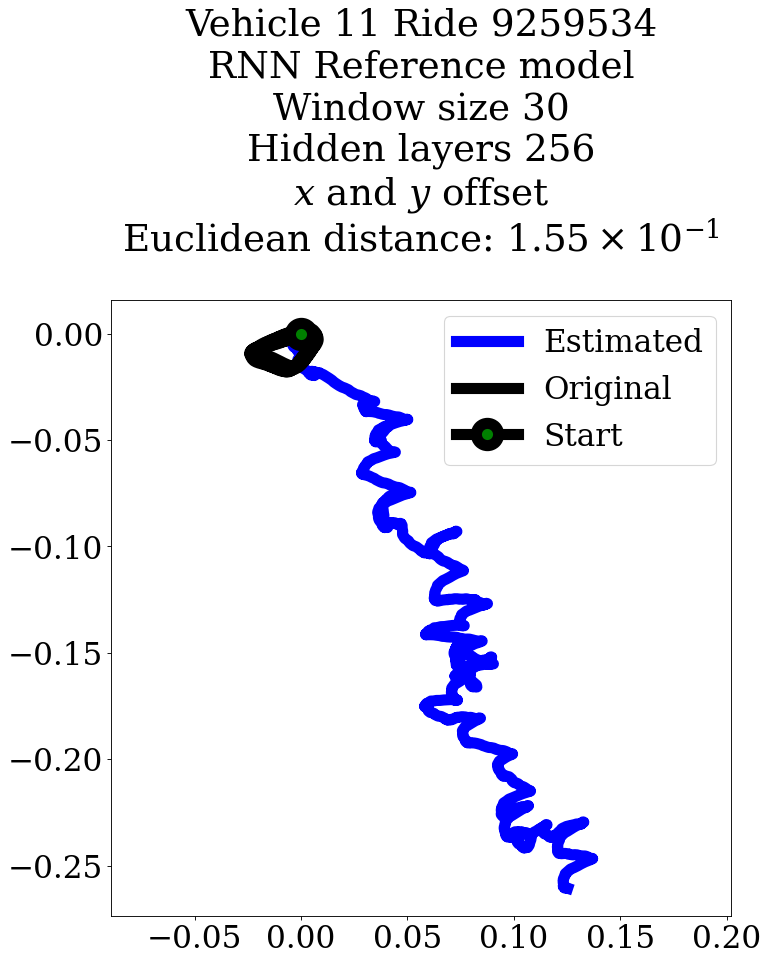 Vehicle 11 Ride 9259534
RNN Reference model
Window size 30
Hidden layers 256
x and y offset
Euclidean distance: 1.55 × 10⁻¹
Estimated
Original
Start
0.00
−0.05
−0.10
−0.15
−0.20
−0.25
−0.05 0.00 0.05 0.10 0.15 0.20